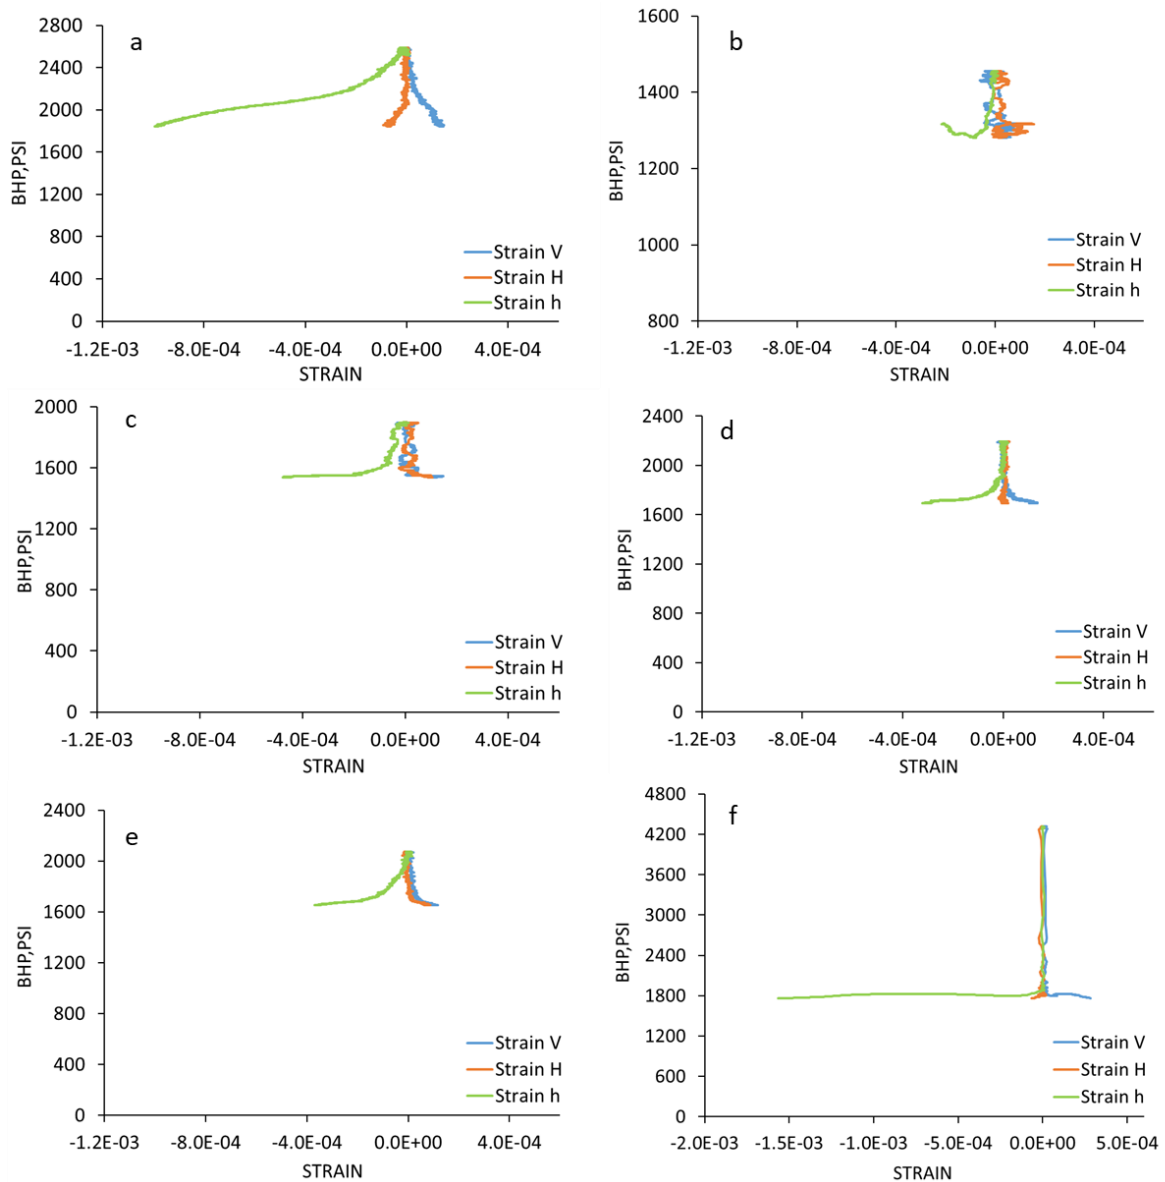 a
2800
2400
2000
1600
1200
800
400
0
BHP,PSI
Strain V
Strain H
Strain h
-1.2E-03 -8.0E-04 -4.0E-04 0.0E+00 4.0E-04
STRAIN
b
1600
1400
1200
1000
800
BHP,PSI
Strain V
Strain H
Strain h
-1.2E-03 -8.0E-04 -4.0E-04 0.0E+00 4.0E-04
STRAIN
c
2000
1600
1200
800
400
0
BHP,PSI
Strain V
Strain H
Strain h
-1.2E-03 -8.0E-04 -4.0E-04 0.0E+00 4.0E-04
STRAIN
d
2400
2000
1600
1200
800
400
0
BHP,PSI
Strain V
Strain H
Strain h
-1.2E-03 -8.0E-04 -4.0E-04 0.0E+00 4.0E-04
STRAIN
e
2400
2000
1600
1200
800
400
0
BHP,PSI
Strain V
Strain H
Strain h
-1.2E-03 -8.0E-04 -4.0E-04 0.0E+00 4.0E-04
STRAIN
f
4800
4200
3600
3000
2400
1800
1200
600
0
BHP,PSI
Strain V
Strain H
Strain h
-2.0E-03 -1.5E-03 -1.0E-03 -5.0E-04 0.0E+00 5.0E-04
STRAIN